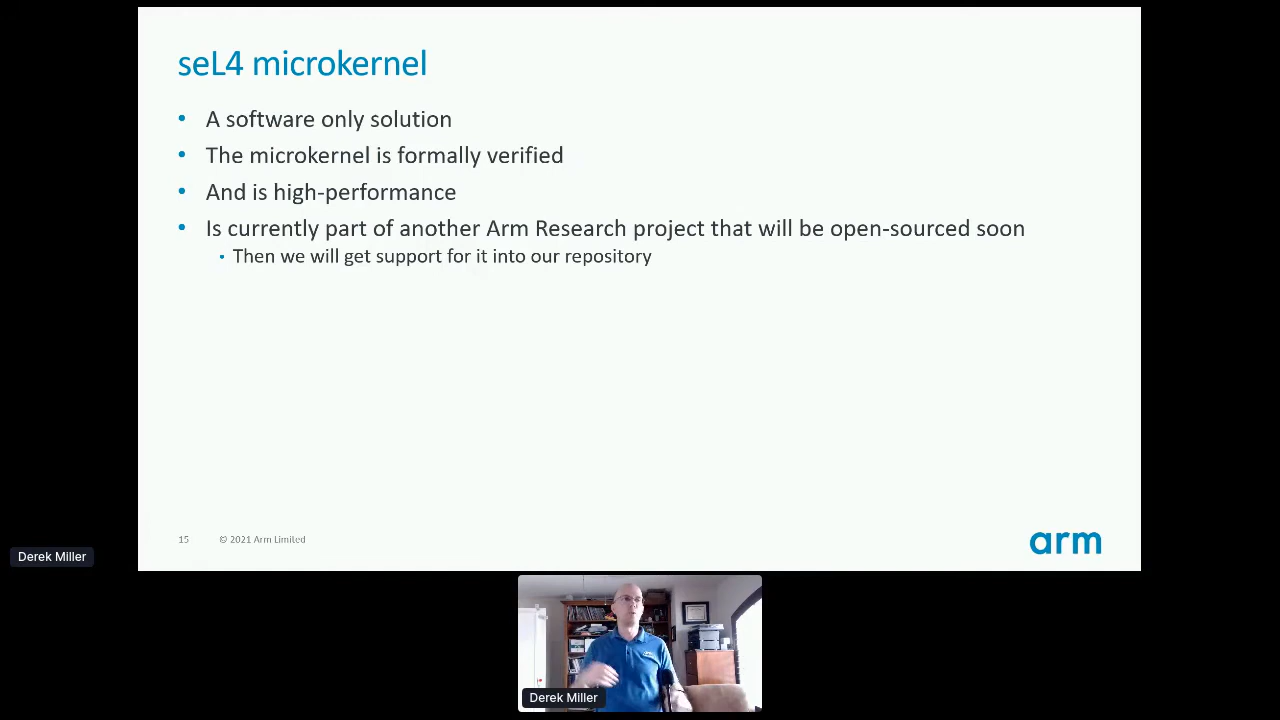 seL4 microkernel
• A software only solution
• The microkernel is formally verified
• And is high-performance
• Is currently part of another Arm Research project that will be open-sourced soon
• Then we will get support for it into our repository
15 © 2021 Arm Limited
arm
Derek Miller
Derek Miller